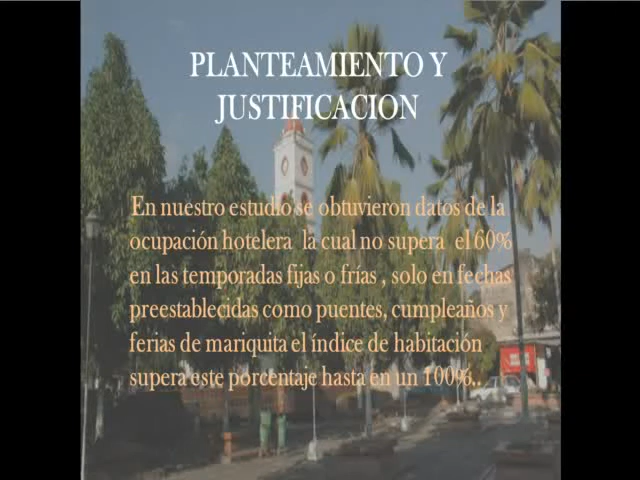 PLANTEAMIENTO Y
JUSTIFICACION
En nuestro estudio se obtuvieron datos de la
ocupación hotelera la cual no supera el 60%
en las temporadas fijas o frías , solo en fechas
preestablecidas como puentes, cumpleaños y
ferias de mariquita el índice de habitación
supera este porcentaje hasta en un 100%..